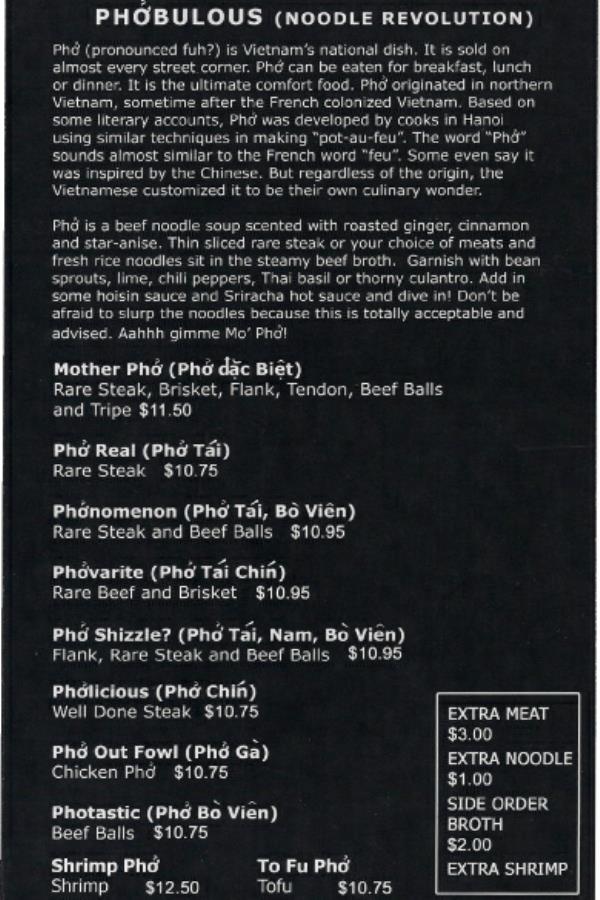 PHỞBULOUS (NOODLE REVOLUTION)
Phở (pronounced fuh?) is Vietnam's national dish. It is sold on
almost every street corner. Phở can be eaten for breakfast, lunch
or dinner. It is the ultimate comfort food. Phở originated in northern
Vietnam, sometime after the French colonized Vietnam. Based on
some literary accounts, Phở was developed by cooks in Hanoi
using similar techniques in making "pot-au-feu". The word "Phở"
sounds almost similar to the French word "feu". Some even say it
was inspired by the Chinese. But regardless of the origin, the
Vietnamese customized it to be their own culinary wonder.
Phở is a beef noodle soup scented with roasted ginger, cinnamon
and star-anise. Thin sliced rare steak or your choice of meats and
fresh rice noodles sit in the steamy beef broth. Garnish with bean
sprouts, lime, chili peppers, Thai basil or thorny culantro. Add in
some hoisin sauce and Sriracha hot sauce and dive in! Don't be
afraid to slurp the noodles because this is totally acceptable and
advised. Aahhh gimme Mo' Phở!
Mother Phở (Phở đặc Biệt)
Rare Steak, Brisket, Flank, Tendon, Beef Balls
and Tripe $11.50
Phở Real (Phở Tái)
Rare Steak $10.75
Phởnomenon (Phở Tái, Bò Viên)
Rare Steak and Beef Balls $10.95
Phởvarite (Phở Tái Chín)
Rare Beef and Brisket $10.95
Phở Shizzle? (Phở Tái, Nam, Bò Viên)
Flank, Rare Steak and Beef Balls $10.95
Phởlicious (Phở Chín)
Well Done Steak $10.75
Phở Out Fowl (Phở Gà)
Chicken Phở $10.75
Photastic (Phở Bò Viên)
Beef Balls $10.75
Shrimp Phở To Fu Phở
Shrimp $12.50 Tofu $10.75
EXTRA MEAT
$3.00
EXTRA NOODLE
$1.00
SIDE ORDER
BROTH
$2.00
EXTRA SHRIMP